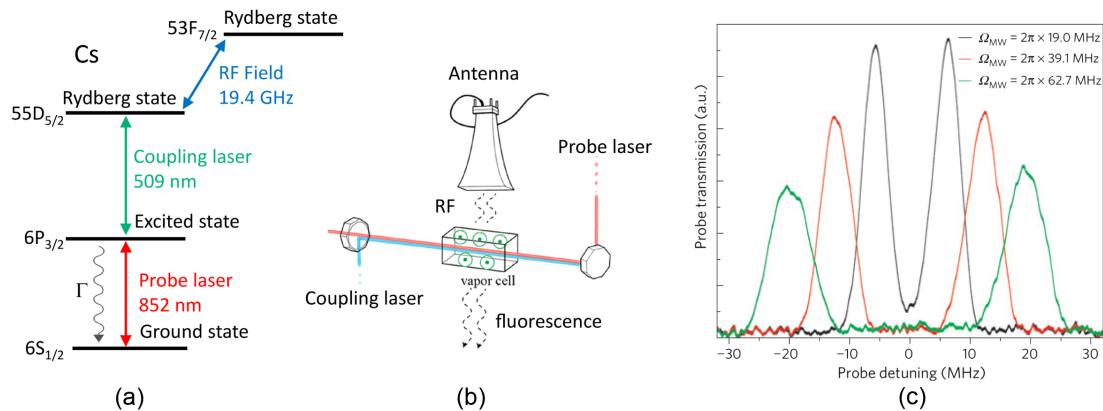 Rydberg state
53F7/2
Cs
RF Field
19.4 GHz
Rydberg state
55D5/2
Coupling laser
509 nm
Excited state
6P3/2
Γ
Probe laser
852 nm
Ground state
6S1/2
(a)
Antenna
Probe laser
RF
vapor cell
Coupling laser
fluorescence
(b)
ΩMW = 2π × 19.0 MHz
ΩMW = 2π × 39.1 MHz
ΩMW = 2π × 62.7 MHz
Probe transmission (a.u.)
−30 −20 −10 0 10 20 30
Probe detuning (MHz)
(c)